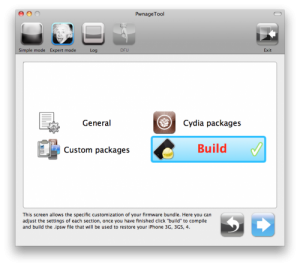 PwnageTool
Simple mode
Expert mode
Log
DFU
Exit
General
Cydia packages
Custom packages
Build
This screen allows the specific customization of your firmware bundle. Here you can
adjust the settings of each section, once you have finished click "build" to compile
and build the .ipsw file that will be used to restore your iPhone 3G, 3GS, 4.